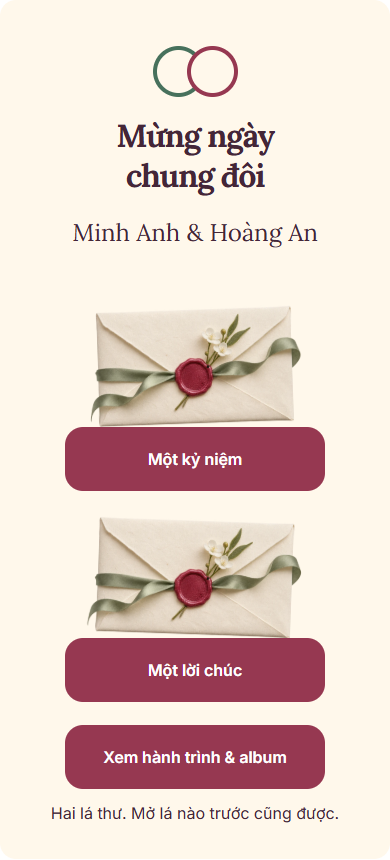 Mừng ngày
chung đôi
Minh Anh & Hoàng An
Một kỷ niệm
Một lời chúc
Xem hành trình & album
Hai lá thư. Mở lá nào trước cũng được.